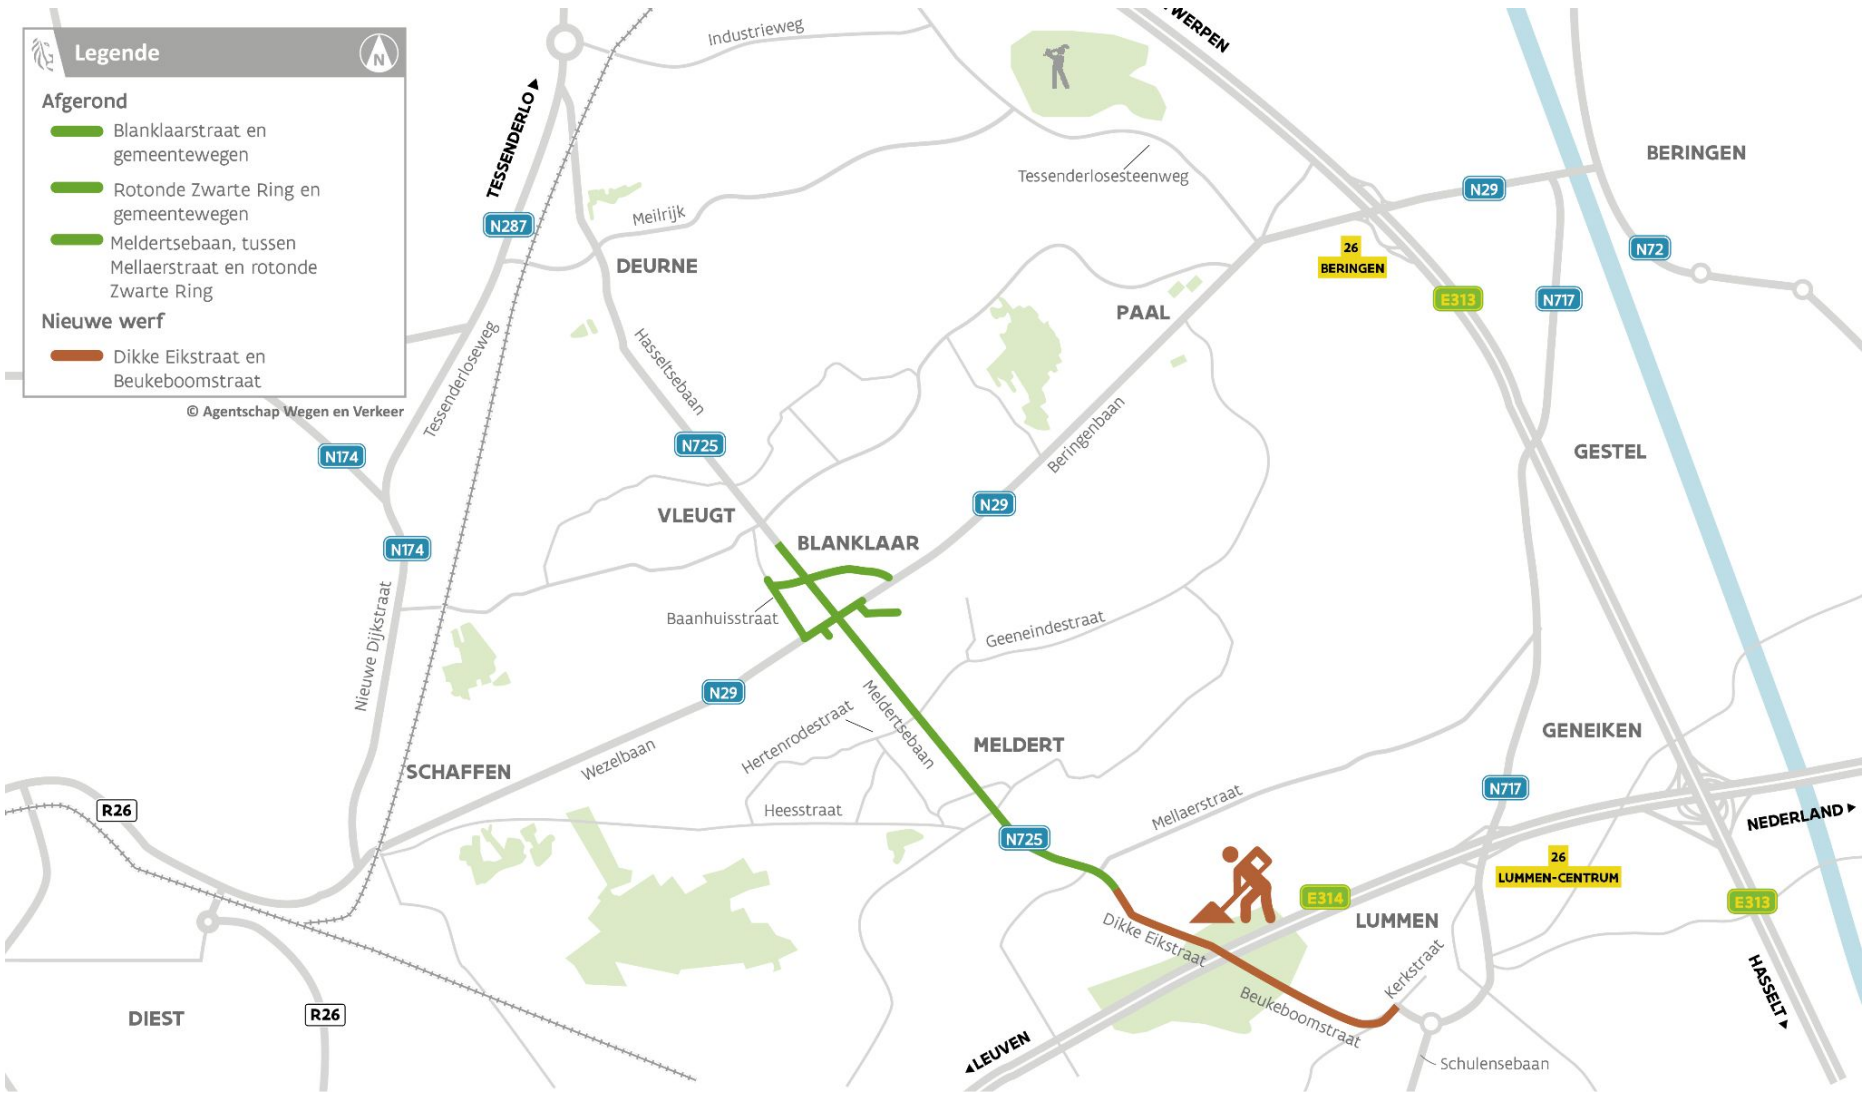 Legende
N
Afgerond
Blanklaarstraat en
gemeentewegen
Rotonde Zwarte Ring en
gemeentewegen
Meldertsebaan, tussen
Mellaerstraat en rotonde
Zwarte Ring
Nieuwe werf
Dikke Eikstraat en
Beukeboomstraat
© Agentschap Wegen en Verkeer
Industrieweg
WERPEN
TESSENDERLO
BERINGEN
Tessenderlosesteenweg
N29
Meilrijk
N287
N72
26
BERINGEN
DEURNE
E313
N717
PAAL
Tessenderloseweg
Hasseltsebaan
N174
N725
Beringenbaan
GESTEL
N29
VLEUGT
BLANKLAAR
N174
Baanhuisstraat
Geeneindestraat
Nieuwe Dijkstraat
N29
Meldertsebaan
Hertenrodestraat
MELDERT
GENEIKEN
Wezelbaan
SCHAFFEN
N717
R26
Heesstraat
Mellaerstraat
NEDERLAND
N725
26
LUMMEN-CENTRUM
E314
E313
LUMMEN
Dikke Eikstraat
Kerkstraat
HASSELT
DIEST
R26
Beukeboomstraat
LEUVEN
Schulensebaan